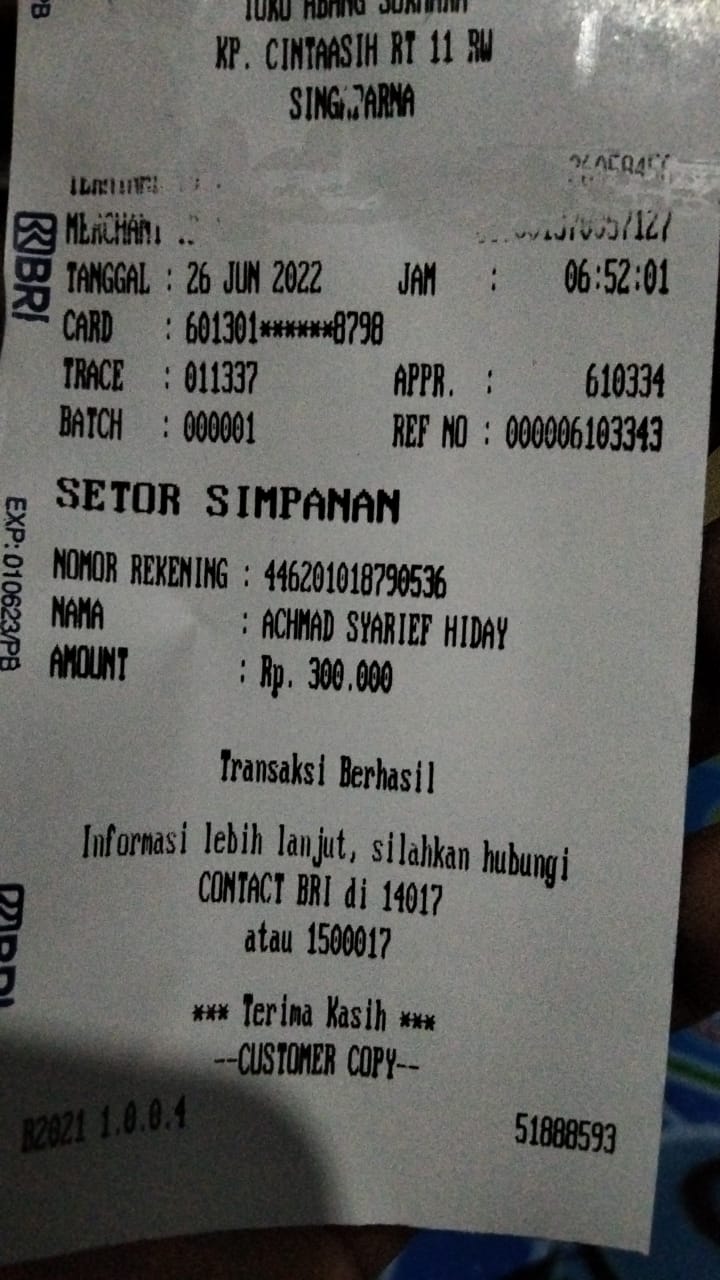 KP. CINTAASIH RT 11 RW
MERCHANT
TANGGAL : 26 JUN 2022 JAM : 06:52:01
CARD : 601301******8798
TRACE : 011337 APPR. : 610334
BATCH : 000001 REF NO : 000006103343
SETOR SIMPANAN
NOMOR REKENING : 446201018790536
NAMA : ACHMAD SYARIEF HIDAY
AMOUNT : Rp. 300.000
Transaksi Berhasil
Informasi lebih lanjut, silahkan hubungi
CONTACT BRI di 14017
atau 1500017
*** Terima Kasih ***
--CUSTOMER COPY--
B2021 1.0.0.4 51888593
BRI
EXP: 010623/PB
BRI